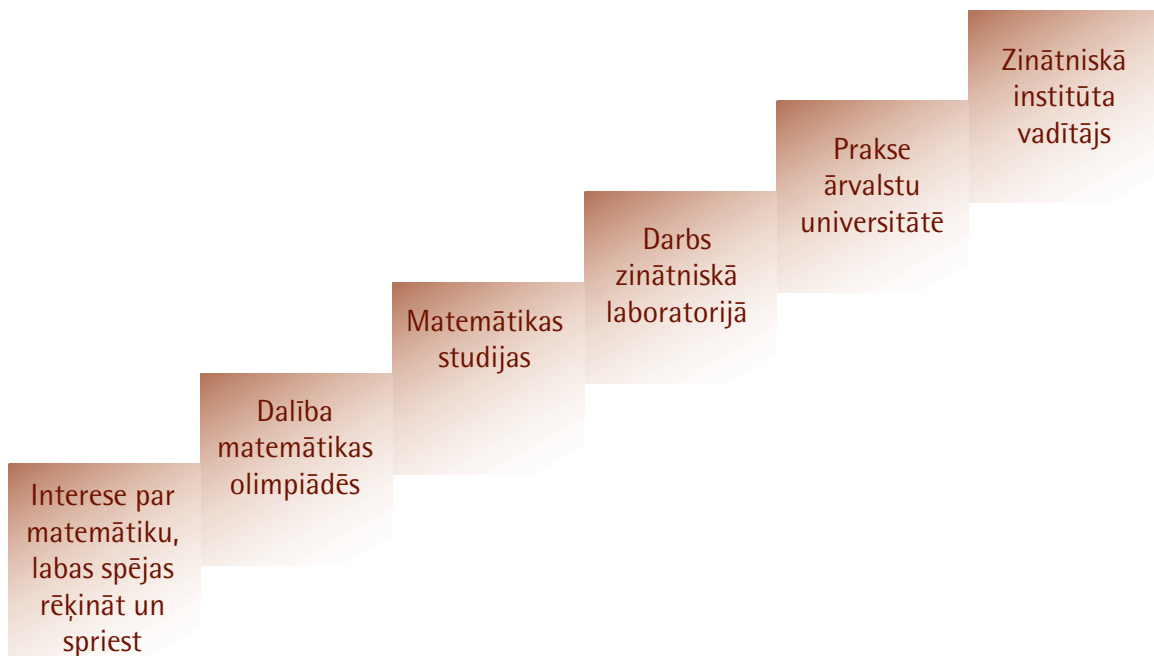 Zinātniskā
institūta
vadītājs
Prakse
ārvalstu
universitātē
Darbs
zinātniskā
laboratorijā
Matemātikas
studijas
Dalība
matemātikas
olimpiādēs
Interese par
matemātiku,
labas spējas
rēķināt un
spriest